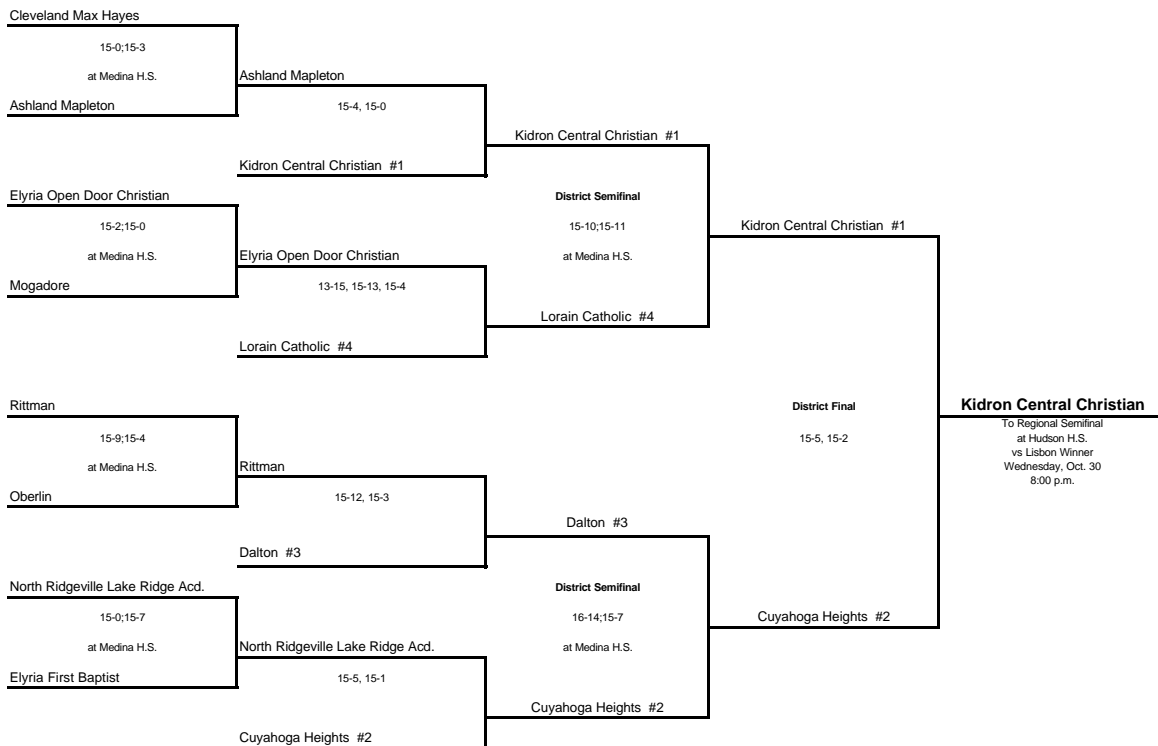 Cleveland Max Hayes
15-0;15-3
at Medina H.S.
Ashland Mapleton
Ashland Mapleton
15-4, 15-0
Kidron Central Christian  #1
Kidron Central Christian  #1
Elyria Open Door Christian
15-2;15-0
at Medina H.S.
Mogadore
Elyria Open Door Christian
13-15, 15-13, 15-4
Lorain Catholic  #4
District Semifinal
15-10;15-11
at Medina H.S.
Lorain Catholic  #4
Kidron Central Christian  #1
Rittman
15-9;15-4
at Medina H.S.
Oberlin
Rittman
15-12, 15-3
Dalton  #3
Dalton  #3
North Ridgeville Lake Ridge Acd.
15-0;15-7
at Medina H.S.
Elyria First Baptist
North Ridgeville Lake Ridge Acd.
15-5, 15-1
Cuyahoga Heights  #2
District Semifinal
16-14;15-7
at Medina H.S.
Cuyahoga Heights  #2
Cuyahoga Heights  #2
District Final
15-5, 15-2
Kidron Central Christian
To Regional Semifinal
at Hudson H.S.
vs Lisbon Winner
Wednesday, Oct. 30
8:00 p.m.